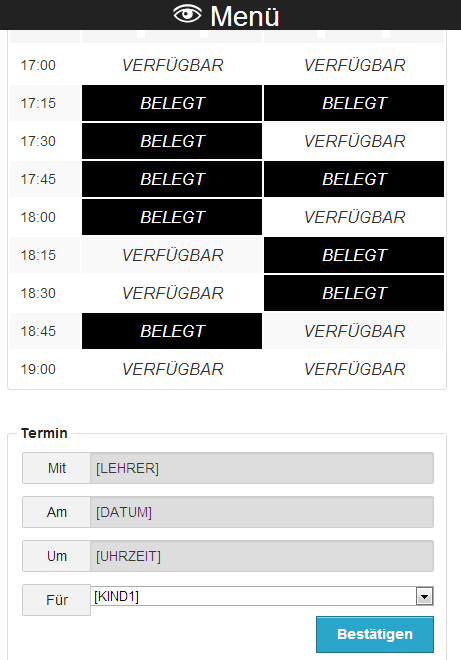 Menü
17:00 VERFÜGBAR VERFÜGBAR
17:15 BELEGT BELEGT
17:30 BELEGT VERFÜGBAR
17:45 BELEGT BELEGT
18:00 BELEGT VERFÜGBAR
18:15 VERFÜGBAR BELEGT
18:30 VERFÜGBAR BELEGT
18:45 BELEGT VERFÜGBAR
19:00 VERFÜGBAR VERFÜGBAR
Termin
Mit [LEHRER]
Am [DATUM]
Um [UHRZEIT]
Für [KIND1]
Bestätigen